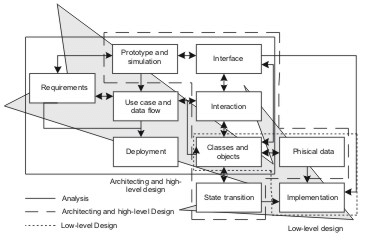 Prototype and
simulation
Interface
Requirements
Use case and
data flow
Interaction
Deployment
Classes and
objects
Phisical data
Architecting and high-
level design
State transition
Implementation
Analysis
Architecting and high-level Design
Low-level Design
Low-level design